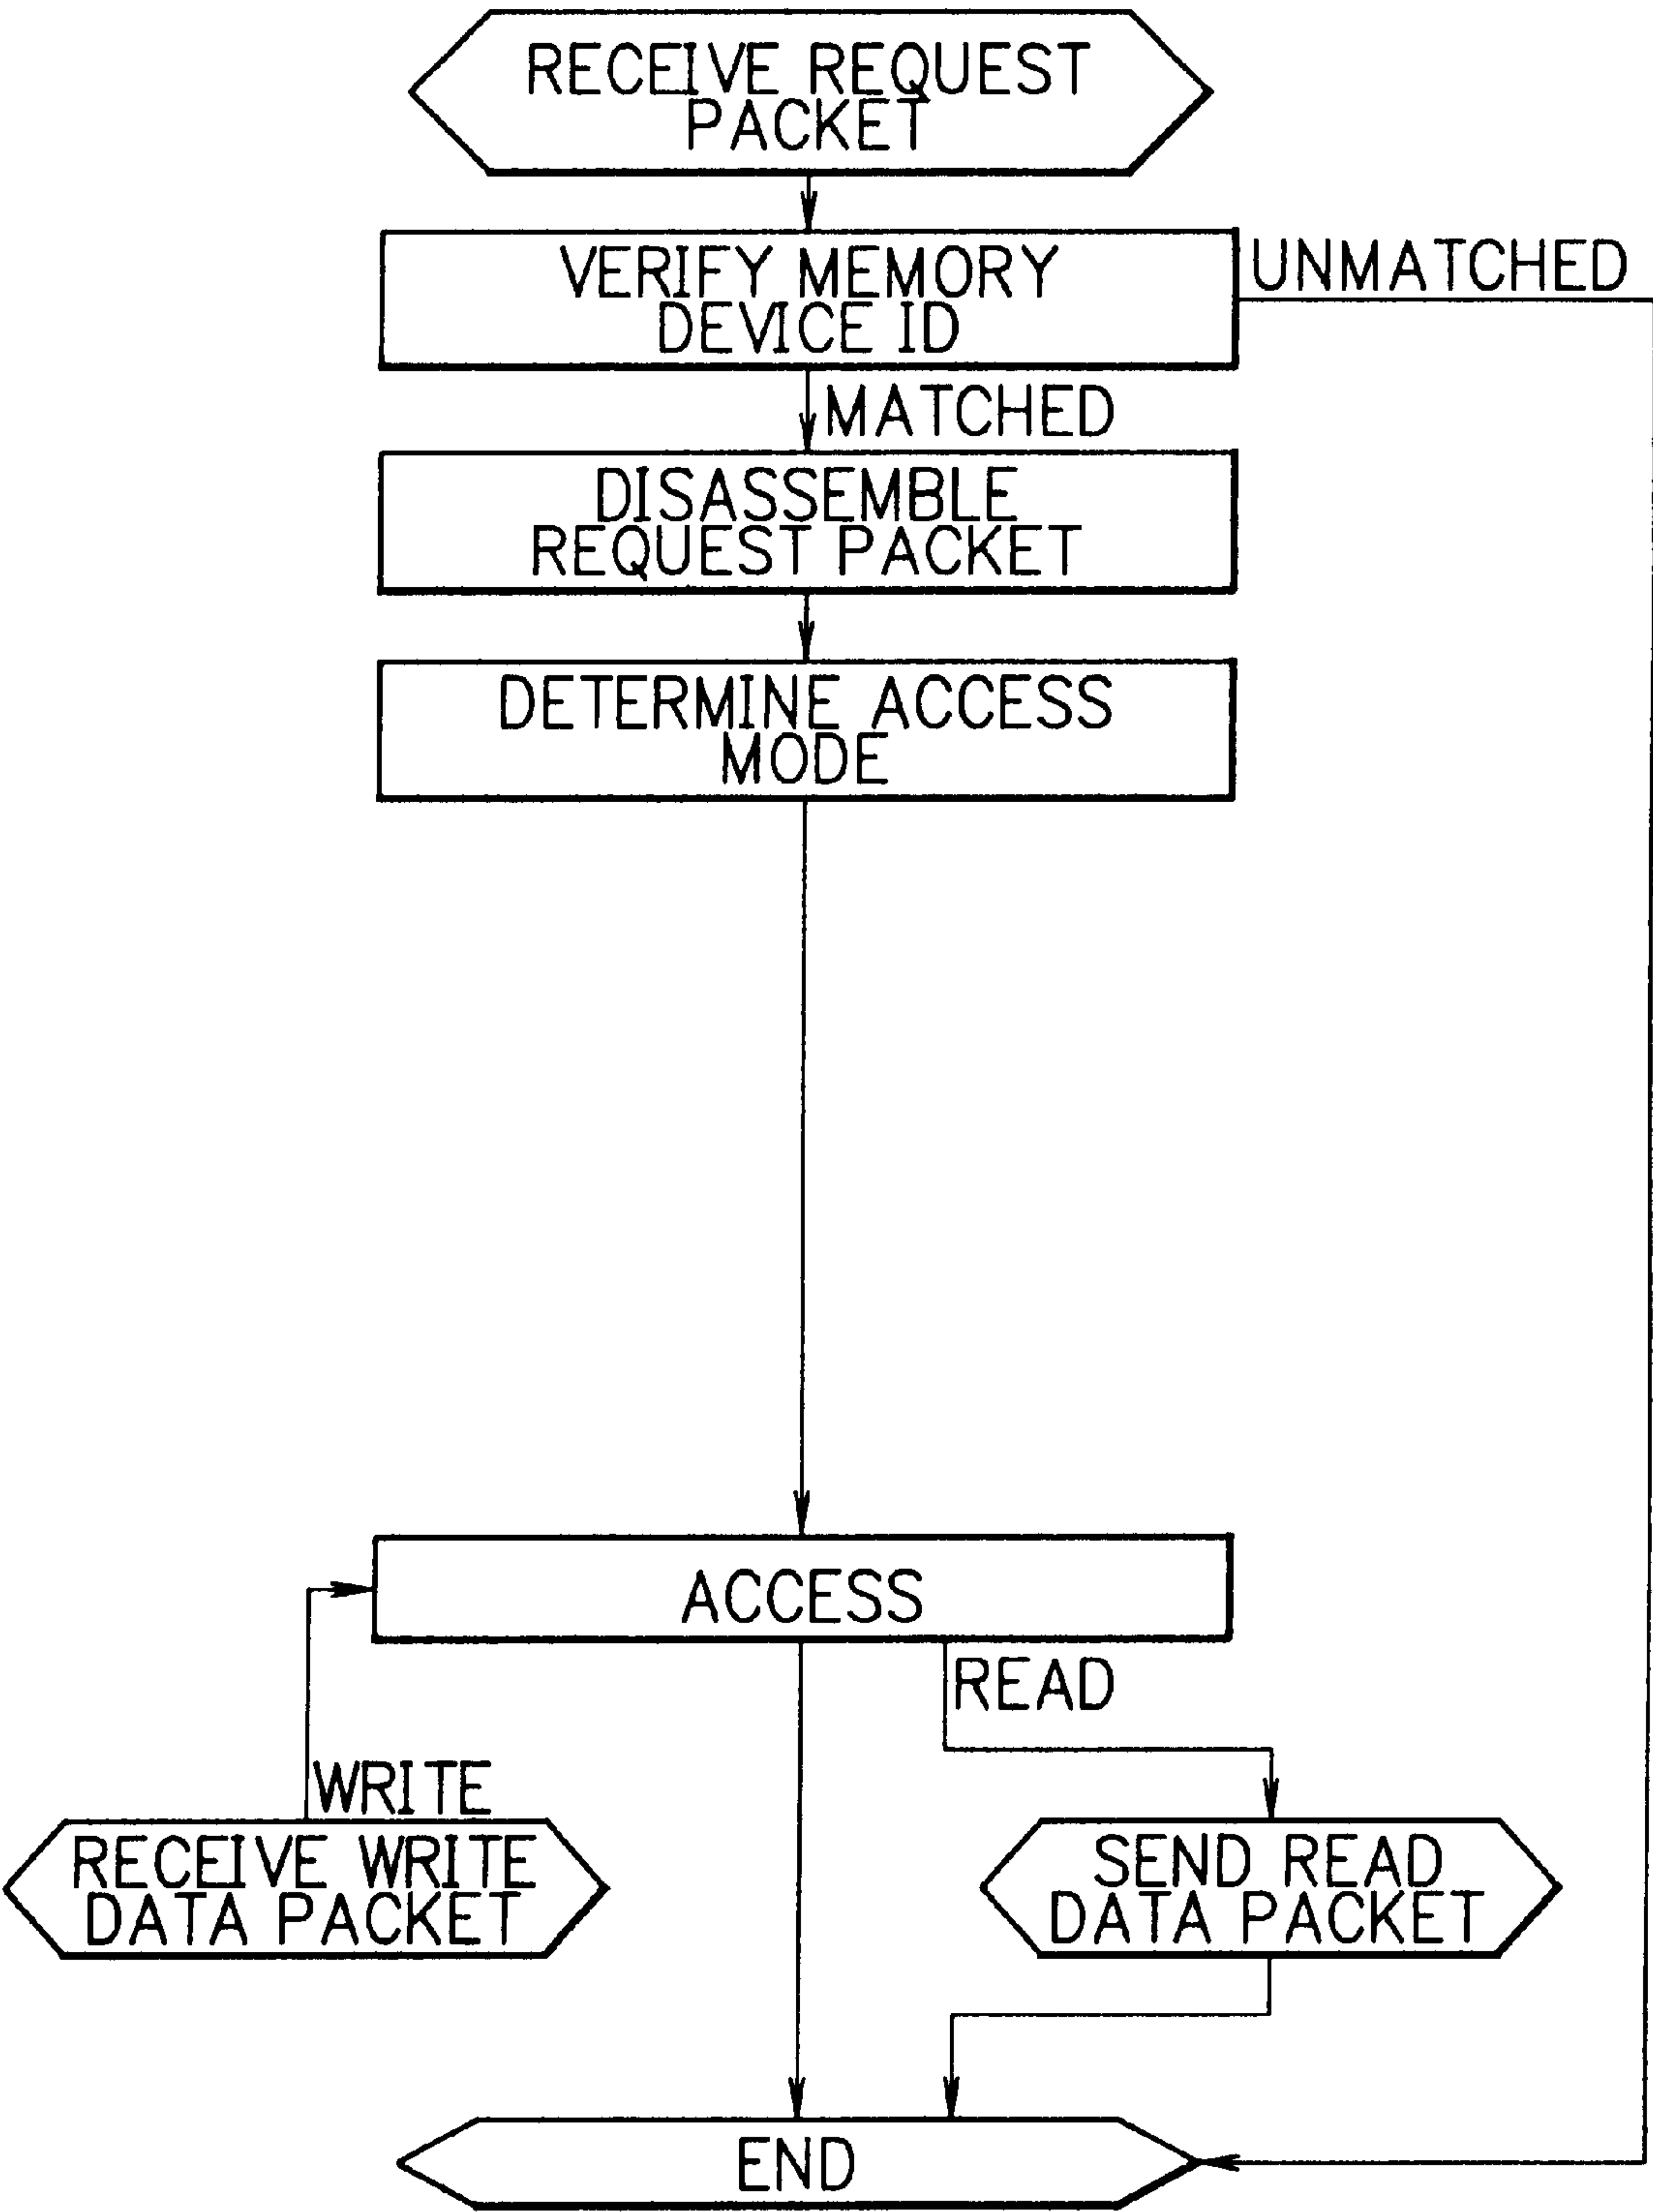 RECEIVE REQUEST
PACKET
VERIFY MEMORY
DEVICE ID
UNMATCHED
MATCHED
DISASSEMBLE
REQUEST PACKET
DETERMINE ACCESS
MODE
ACCESS
READ
WRITE
RECEIVE WRITE
DATA PACKET
SEND READ
DATA PACKET
END